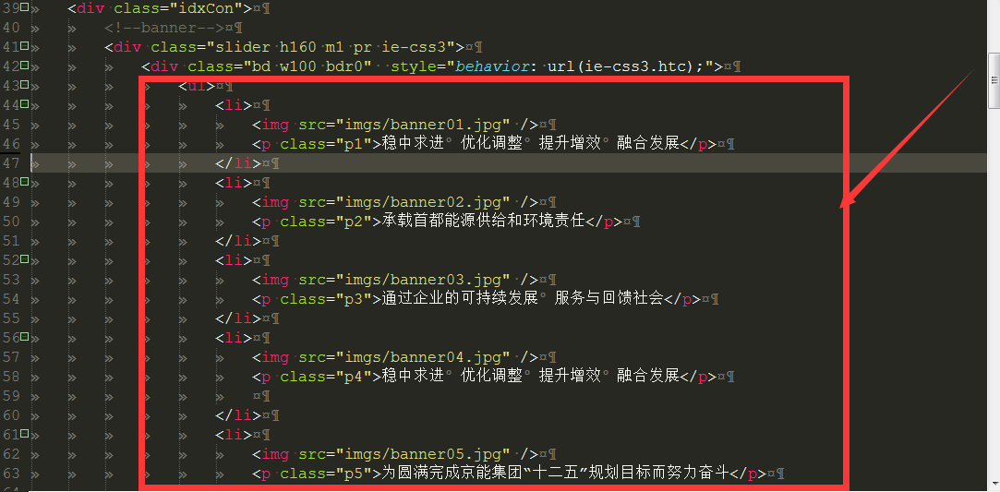 39 <div class="idxCon">
40 <!--banner-->
41 <div class="slider h160 m1 pr ie-css3">
42 <div class="bd w100 bdr0"  style="behavior: url(ie-css3.htc);">
43 <ul>
44 <li>
45 <img src="imgs/banner01.jpg" />
46 <p class="p1">稳中求进° 优化调整° 提升增效° 融合发展</p>
47 </li>
48 <li>
49 <img src="imgs/banner02.jpg" />
50 <p class="p2">承载首都能源供给和环境责任</p>
51 </li>
52 <li>
53 <img src="imgs/banner03.jpg" />
54 <p class="p3">通过企业的可持续发展° 服务与回馈社会</p>
55 </li>
56 <li>
57 <img src="imgs/banner04.jpg" />
58 <p class="p4">稳中求进° 优化调整° 提升增效° 融合发展</p>
59
60 </li>
61 <li>
62 <img src="imgs/banner05.jpg" />
63 <p class="p5">为圆满完成京能集团“十二五”规划目标而努力奋斗</p>